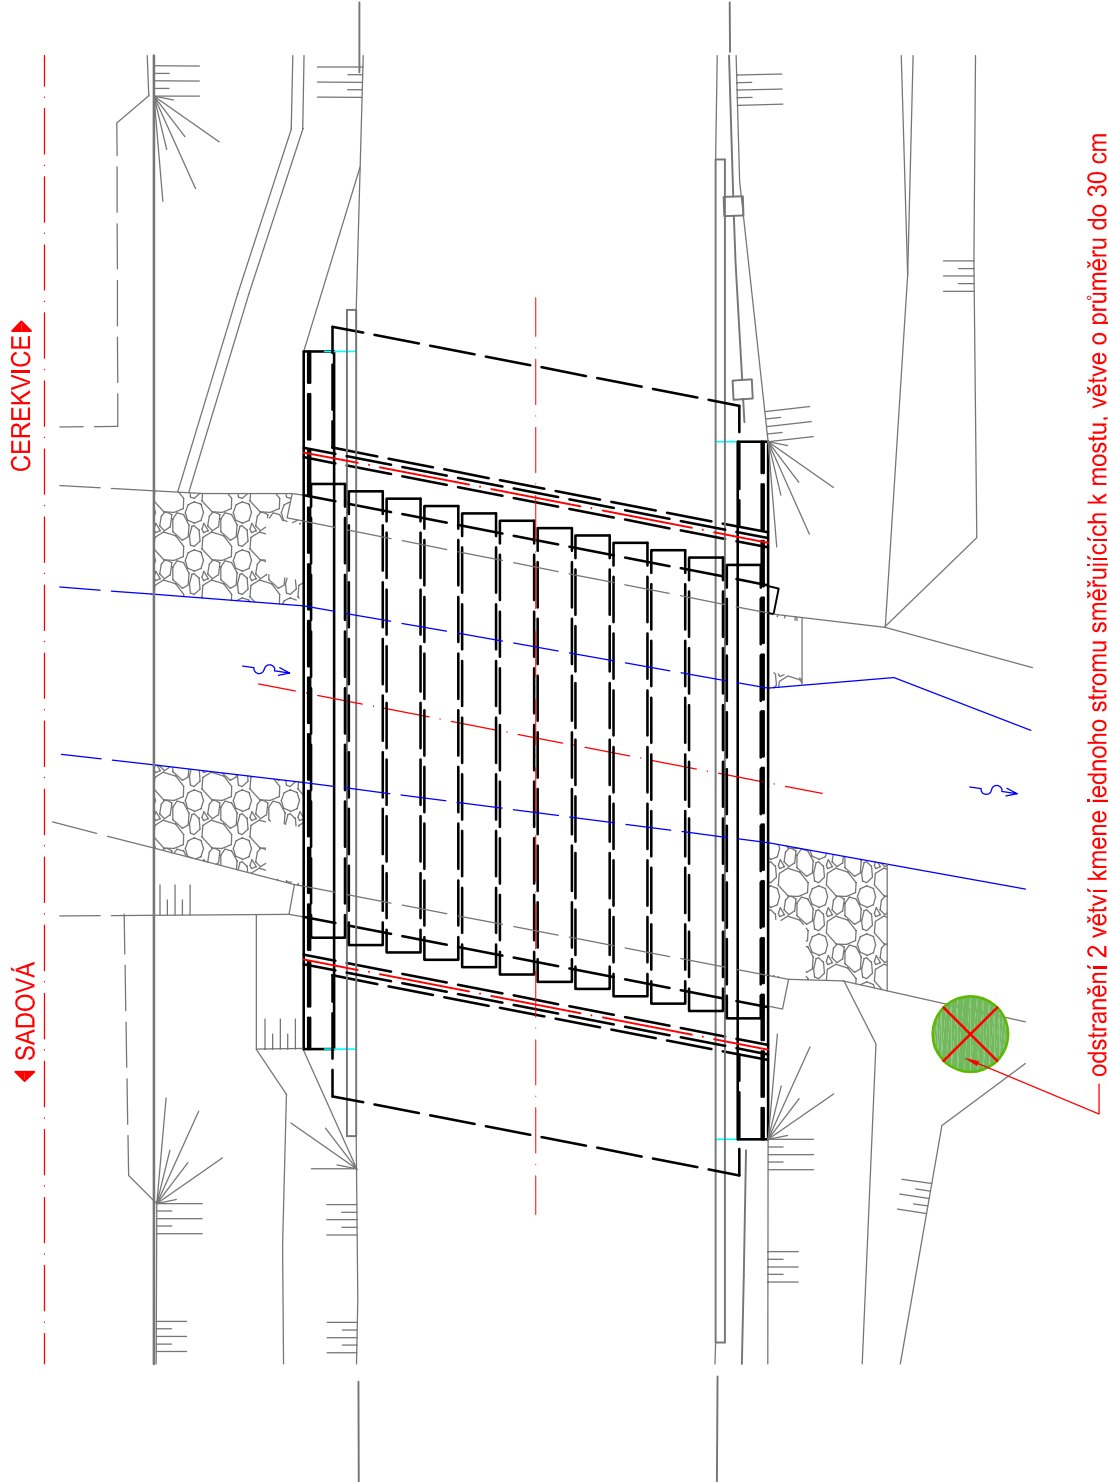 CEREKVICE
SADOVÁ
odstranění 2 větví kmene jednoho stromu směřujících k mostu, větve o průměru do 30 cm